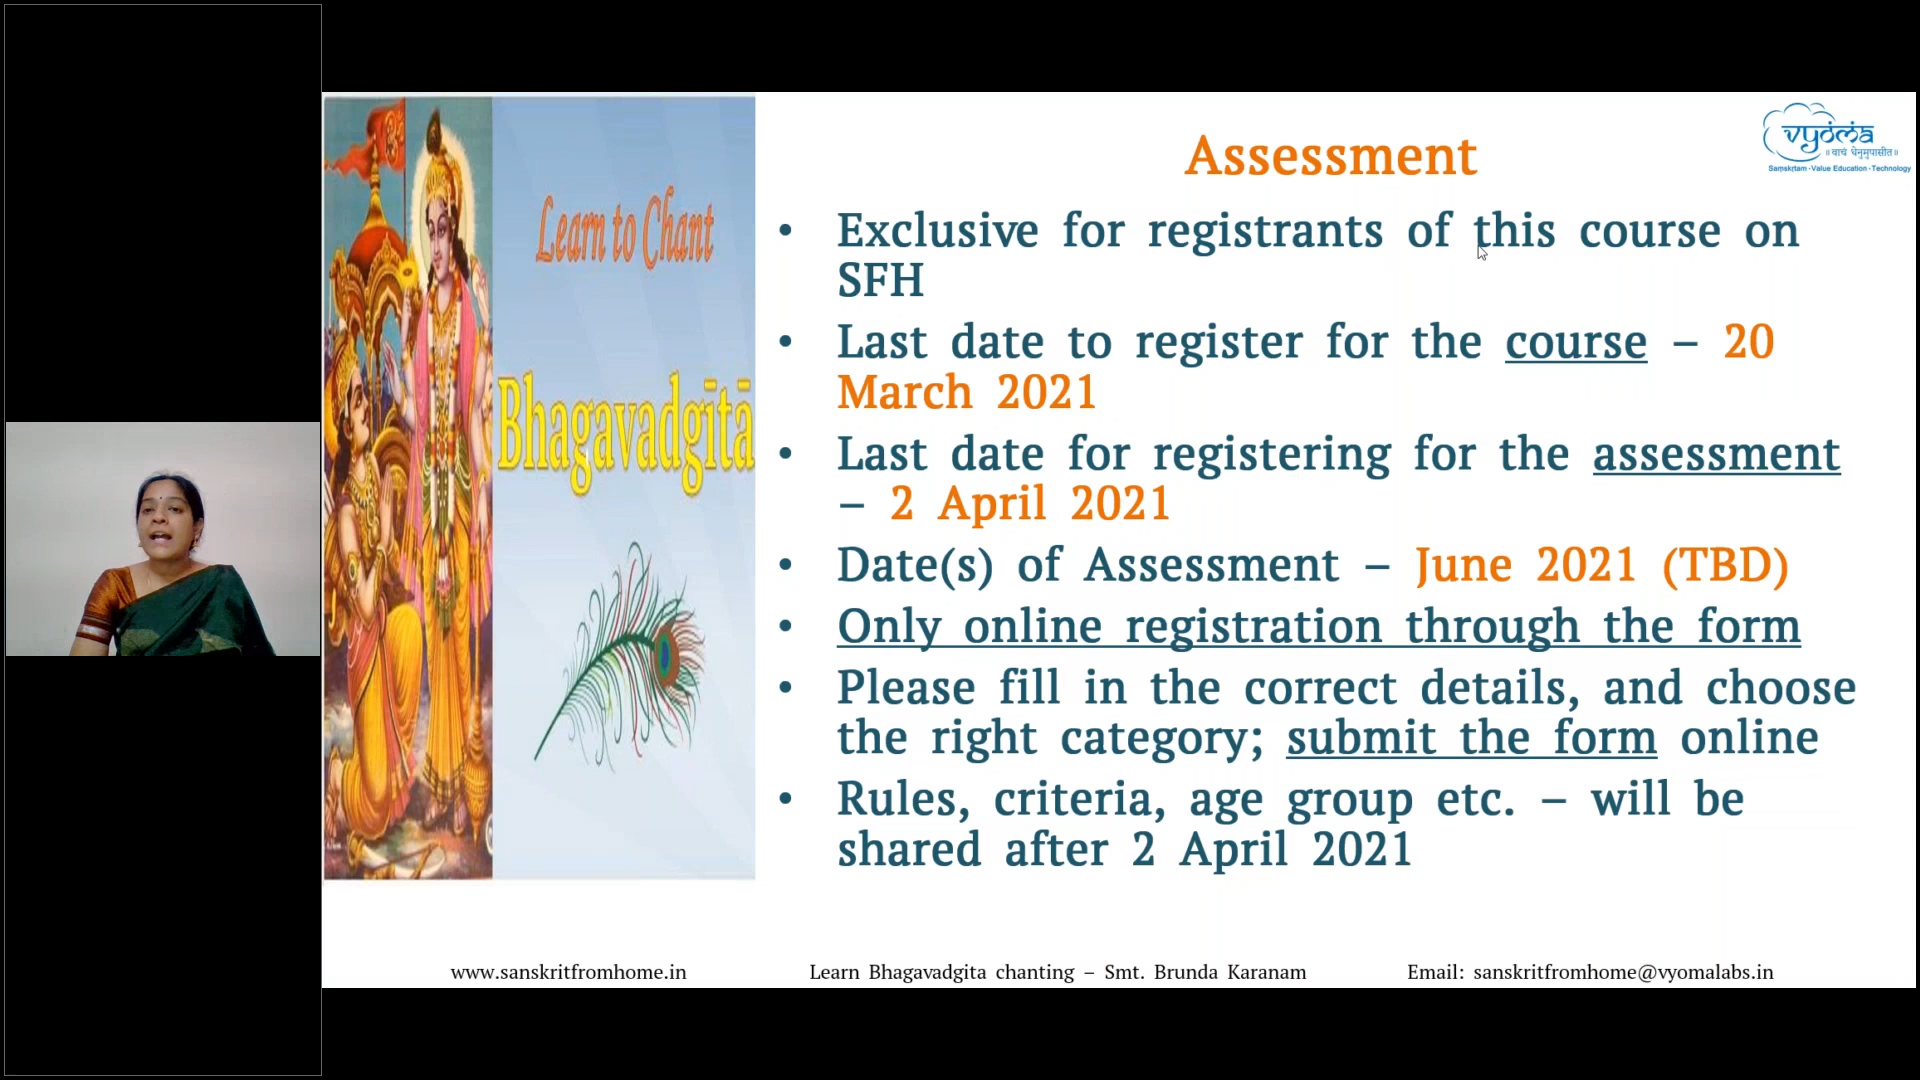 Learn to Chant
Bhagavadgītā
vyoma
॥ वाचं धेनुमुपासीत॥
Saṃskṛtam - Value Education - Technology
Assessment
• Exclusive for registrants of this course on
SFH
• Last date to register for the course – 20
March 2021
• Last date for registering for the assessment
– 2 April 2021
• Date(s) of Assessment – June 2021 (TBD)
• Only online registration through the form
• Please fill in the correct details, and choose
the right category; submit the form online
• Rules, criteria, age group etc. – will be
shared after 2 April 2021
www.sanskritfromhome.in
Learn Bhagavadgita chanting – Smt. Brunda Karanam
Email: sanskritfromhome@vyomalabs.in